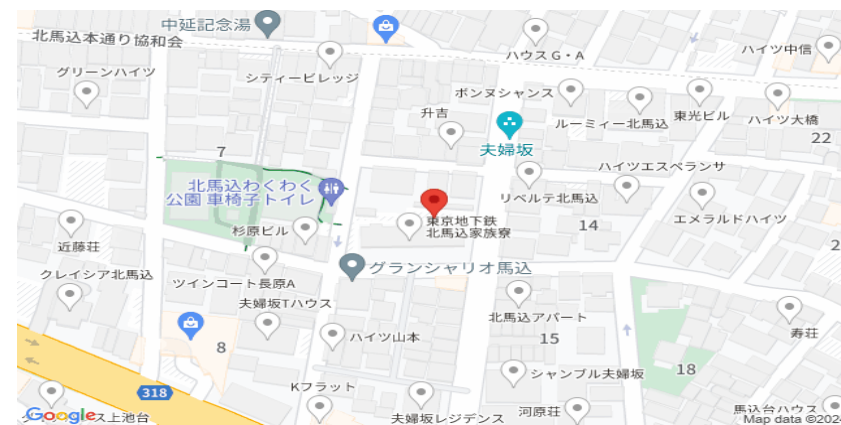 中延記念湯
北馬込本通り協和会
ハウスG・A
ハイツ中信
グリーンハイツ
シティービレッジ
ボンヌシャンス
升吉
ルーミィー北馬込
東光ビル
ハイツ大橋
22
7
夫婦坂
ハイツエスペランサ
北馬込わくわく
公園 車椅子トイレ
リベルテ北馬込
エメラルドハイツ
東京地下鉄
北馬込家族寮
14
杉原ビル
近藤荘
2
グランシャリオ馬込
クレイシア北馬込
ツインコート長原A
夫婦坂Tハウス
北馬込アパート
寿荘
ハイツ山本
15
8
シャンブル夫婦坂
18
318
Kフラット
夫婦坂レジデンス
河原荘
馬込台ハウス
Google
ス上池台
Map data ©2024